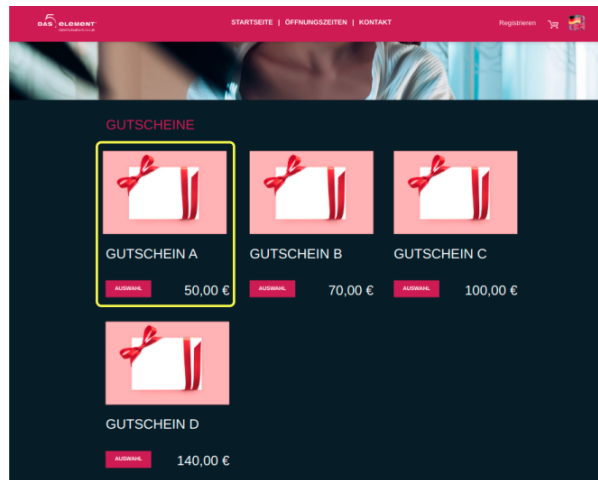 DAS 5 ELEMENT
STARTSEITE | ÖFFNUNGSZEITEN | KONTAKT
Registrieren
GUTSCHEINE
GUTSCHEIN A
GUTSCHEIN B
GUTSCHEIN C
AUSWAHL 50,00 €
AUSWAHL 70,00 €
AUSWAHL 100,00 €
GUTSCHEIN D
AUSWAHL 140,00 €